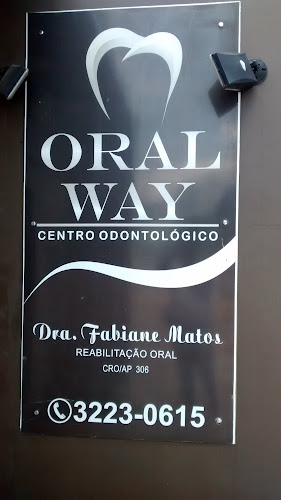 ORAL
WAY
CENTRO ODONTOLÓGICO
Dra. Fabiane Matos
REABILITAÇÃO ORAL
CRO/AP 306
3223-0615